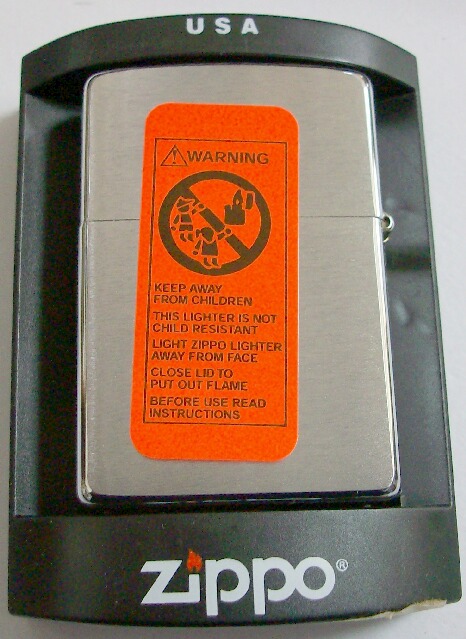 USA
⚠WARNING
KEEP AWAY
FROM CHILDREN
THIS LIGHTER IS NOT
CHILD RESISTANT
LIGHT ZIPPO LIGHTER
AWAY FROM FACE
CLOSE LID TO
PUT OUT FLAME
BEFORE USE READ
INSTRUCTIONS
zippo®